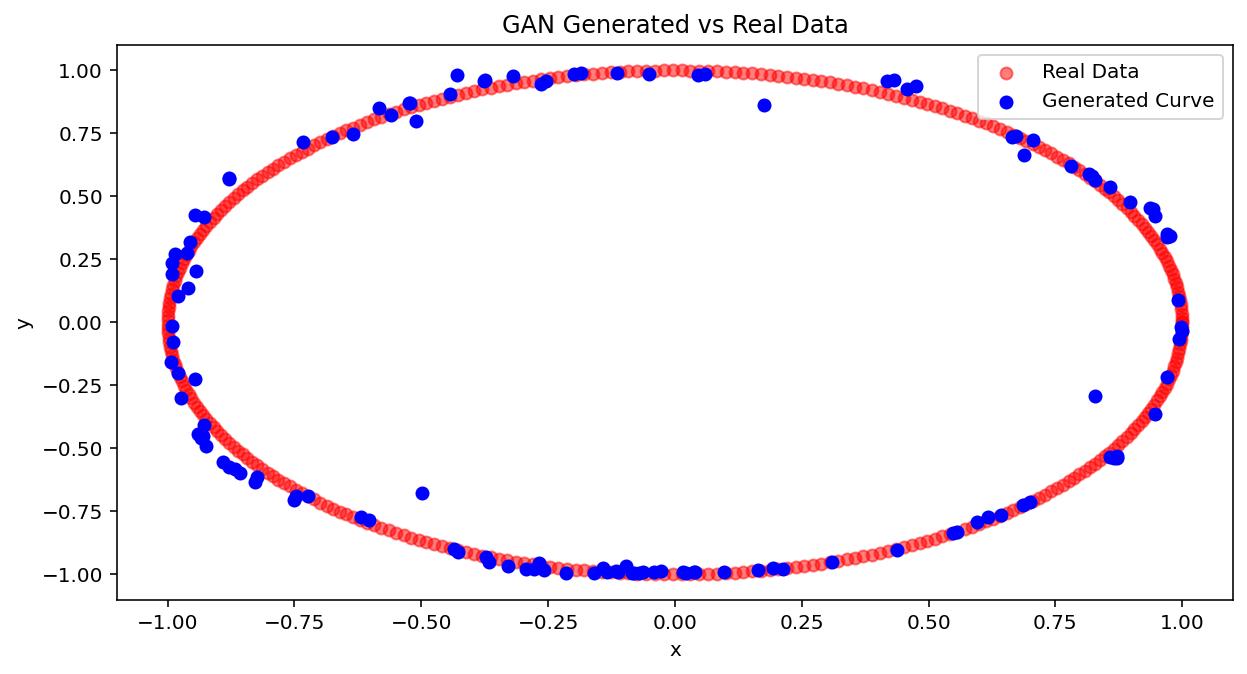 GAN Generated vs Real Data
Real Data
Generated Curve
1.00
0.75
0.50
0.25
0.00
−0.25
−0.50
−0.75
−1.00
y
−1.00 −0.75 −0.50 −0.25 0.00 0.25 0.50 0.75 1.00
x